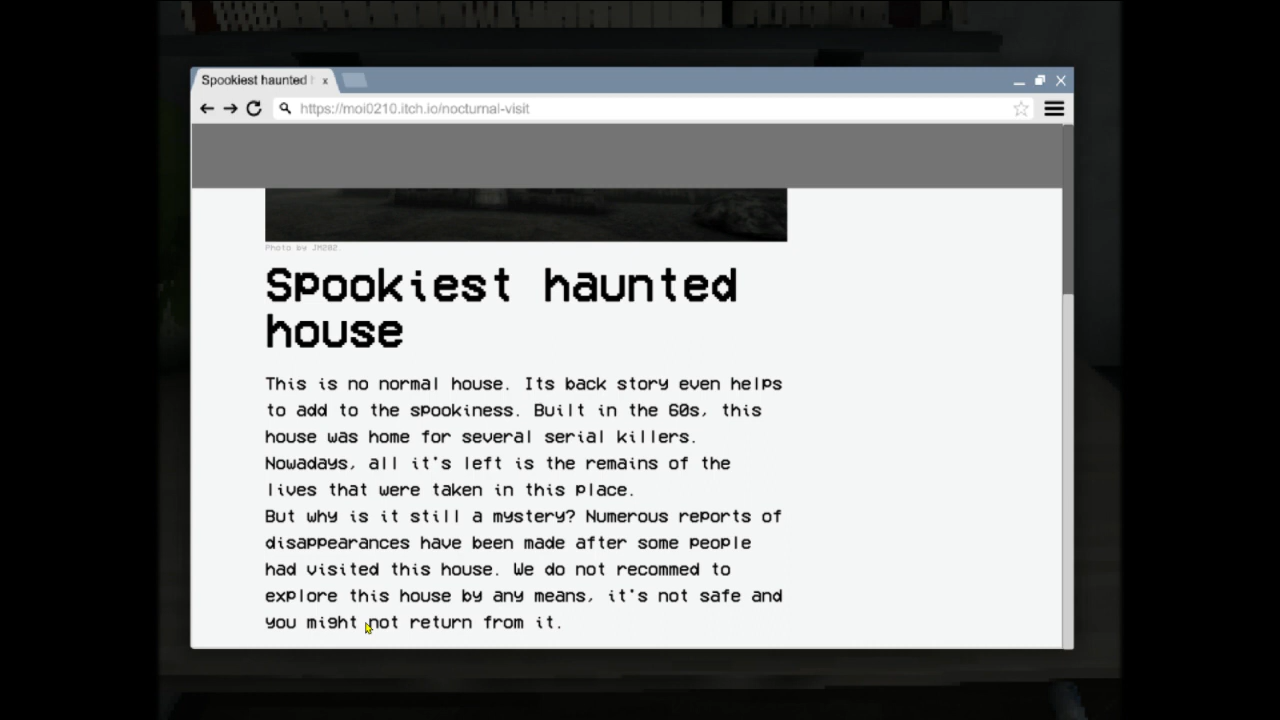 Spookiest haunted
https://moi0210.itch.io/nocturnal-visit
Photo by JM202.
Spookiest haunted
house
This is no normal house. Its back story even helps
to add to the spookiness. Built in the 60s, this
house was home for several serial killers.
Nowadays, all it's left is the remains of the
lives that were taken in this place.
But why is it still a mystery? Numerous reports of
disappearances have been made after some people
had visited this house. We do not recommed to
explore this house by any means, it's not safe and
you might not return from it.